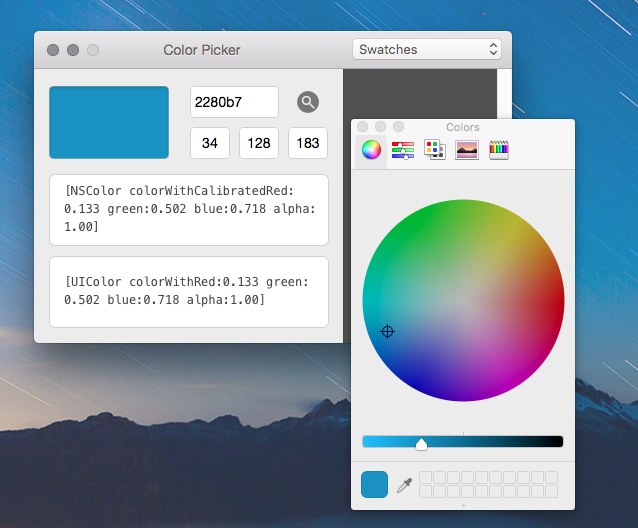 Color Picker
Swatches
2280b7
34 128 183
[NSColor colorWithCalibratedRed:
0.133 green:0.502 blue:0.718 alpha:
1.00]
[UIColor colorWithRed:0.133 green:
0.502 blue:0.718 alpha:1.00]
Colors